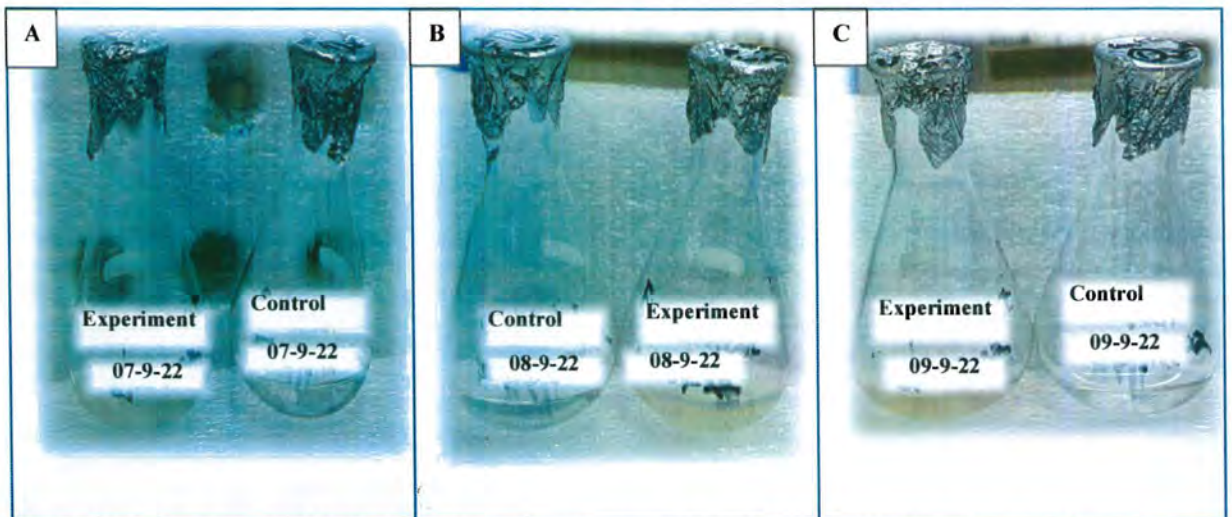 A
Experiment
07-9-22
Control
07-9-22
B
Control
08-9-22
Experiment
08-9-22
C
Experiment
09-9-22
Control
09-9-22